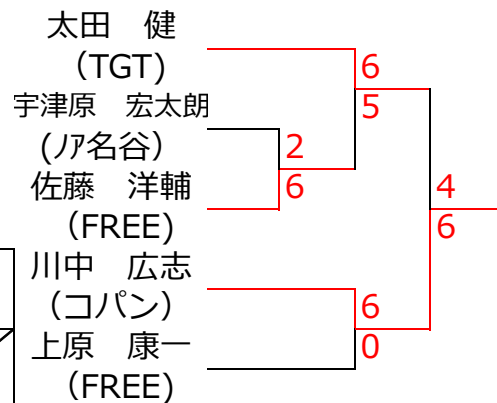 太田　健
（TGT)
6
宇津原　宏太朗
5
(ﾉｱ名谷）
2
佐藤　洋輔
6
4
（FREE)
6
川中　広志
（コパン）
6
上原　康一
0
（FREE)